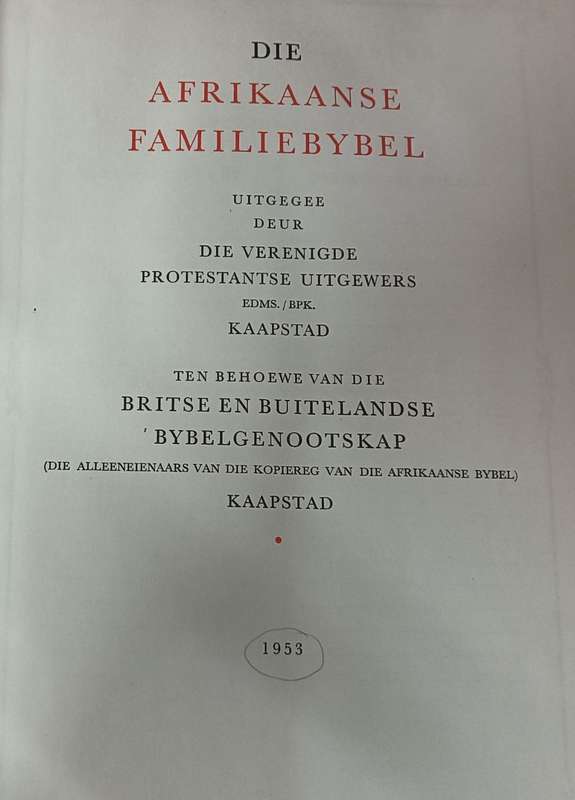 DIE
AFRIKAANSE
FAMILIEBYBEL
UITGEGEE
DEUR
DIE VERENIGDE
PROTESTANTSE UITGEWERS
EDMS./BPK.
KAAPSTAD
TEN BEHOEWE VAN DIE
BRITSE EN BUITELANDSE
BYBELGENOOTSKAP
(DIE ALLEENEIENAARS VAN DIE KOPIEREG VAN DIE AFRIKAANSE BYBEL)
KAAPSTAD
1953